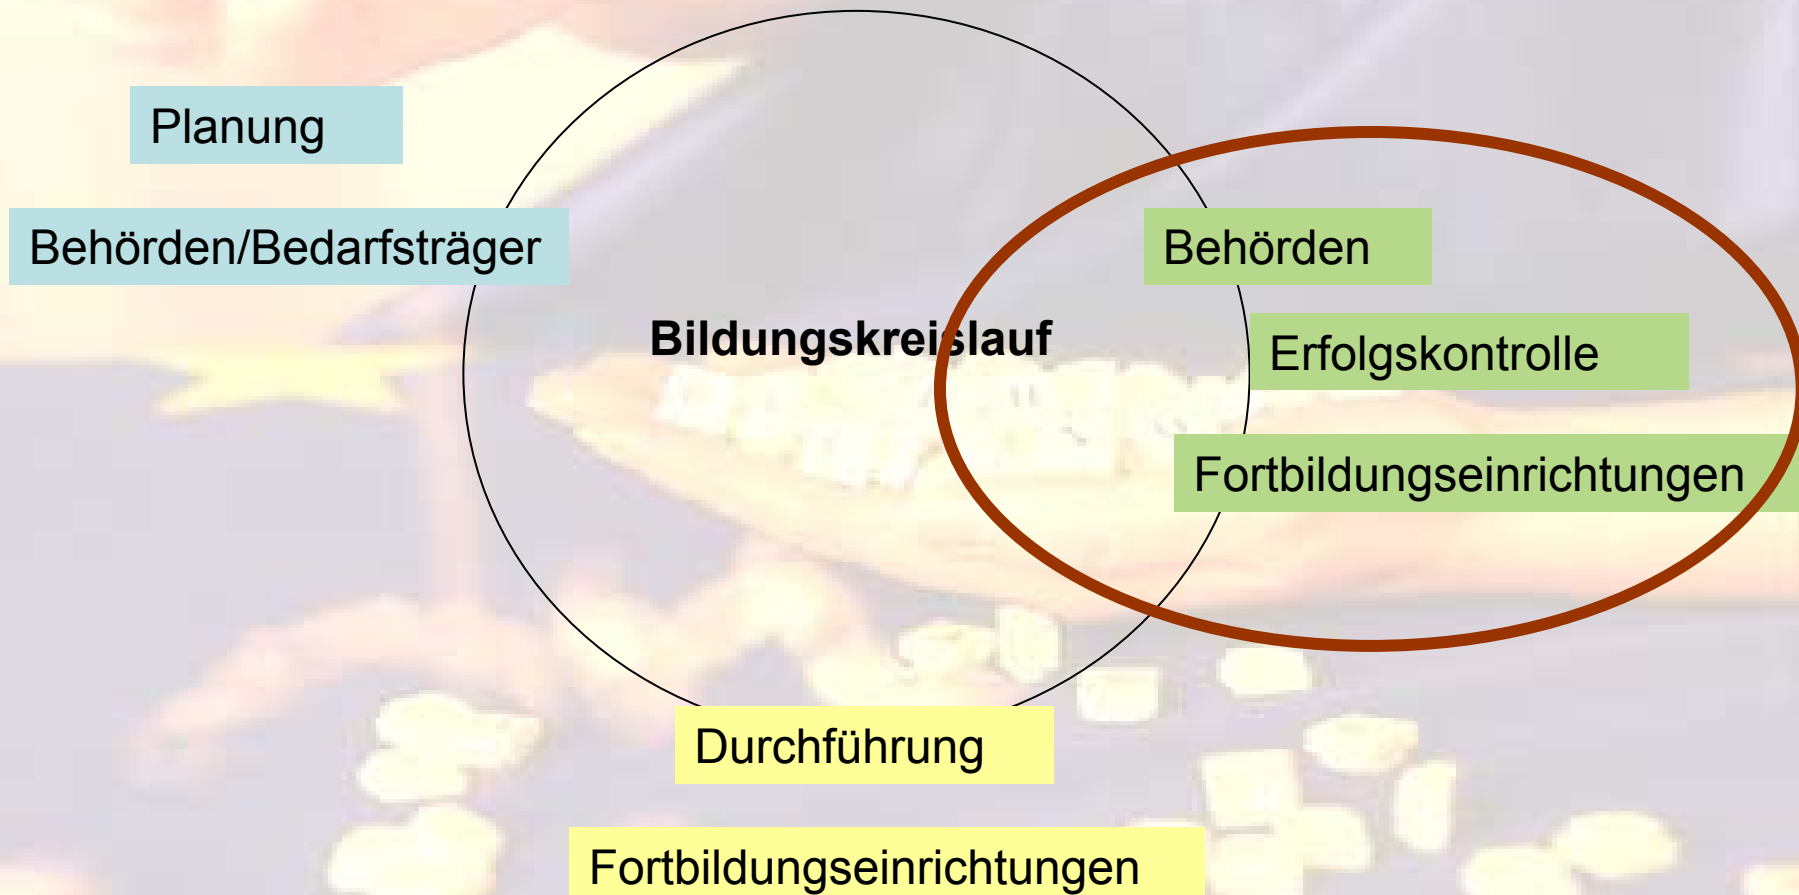 Planung
Behörden/Bedarfsträger
Bildungskreislauf
Behörden
Erfolgskontrolle
Fortbildungseinrichtungen
Durchführung
Fortbildungseinrichtungen